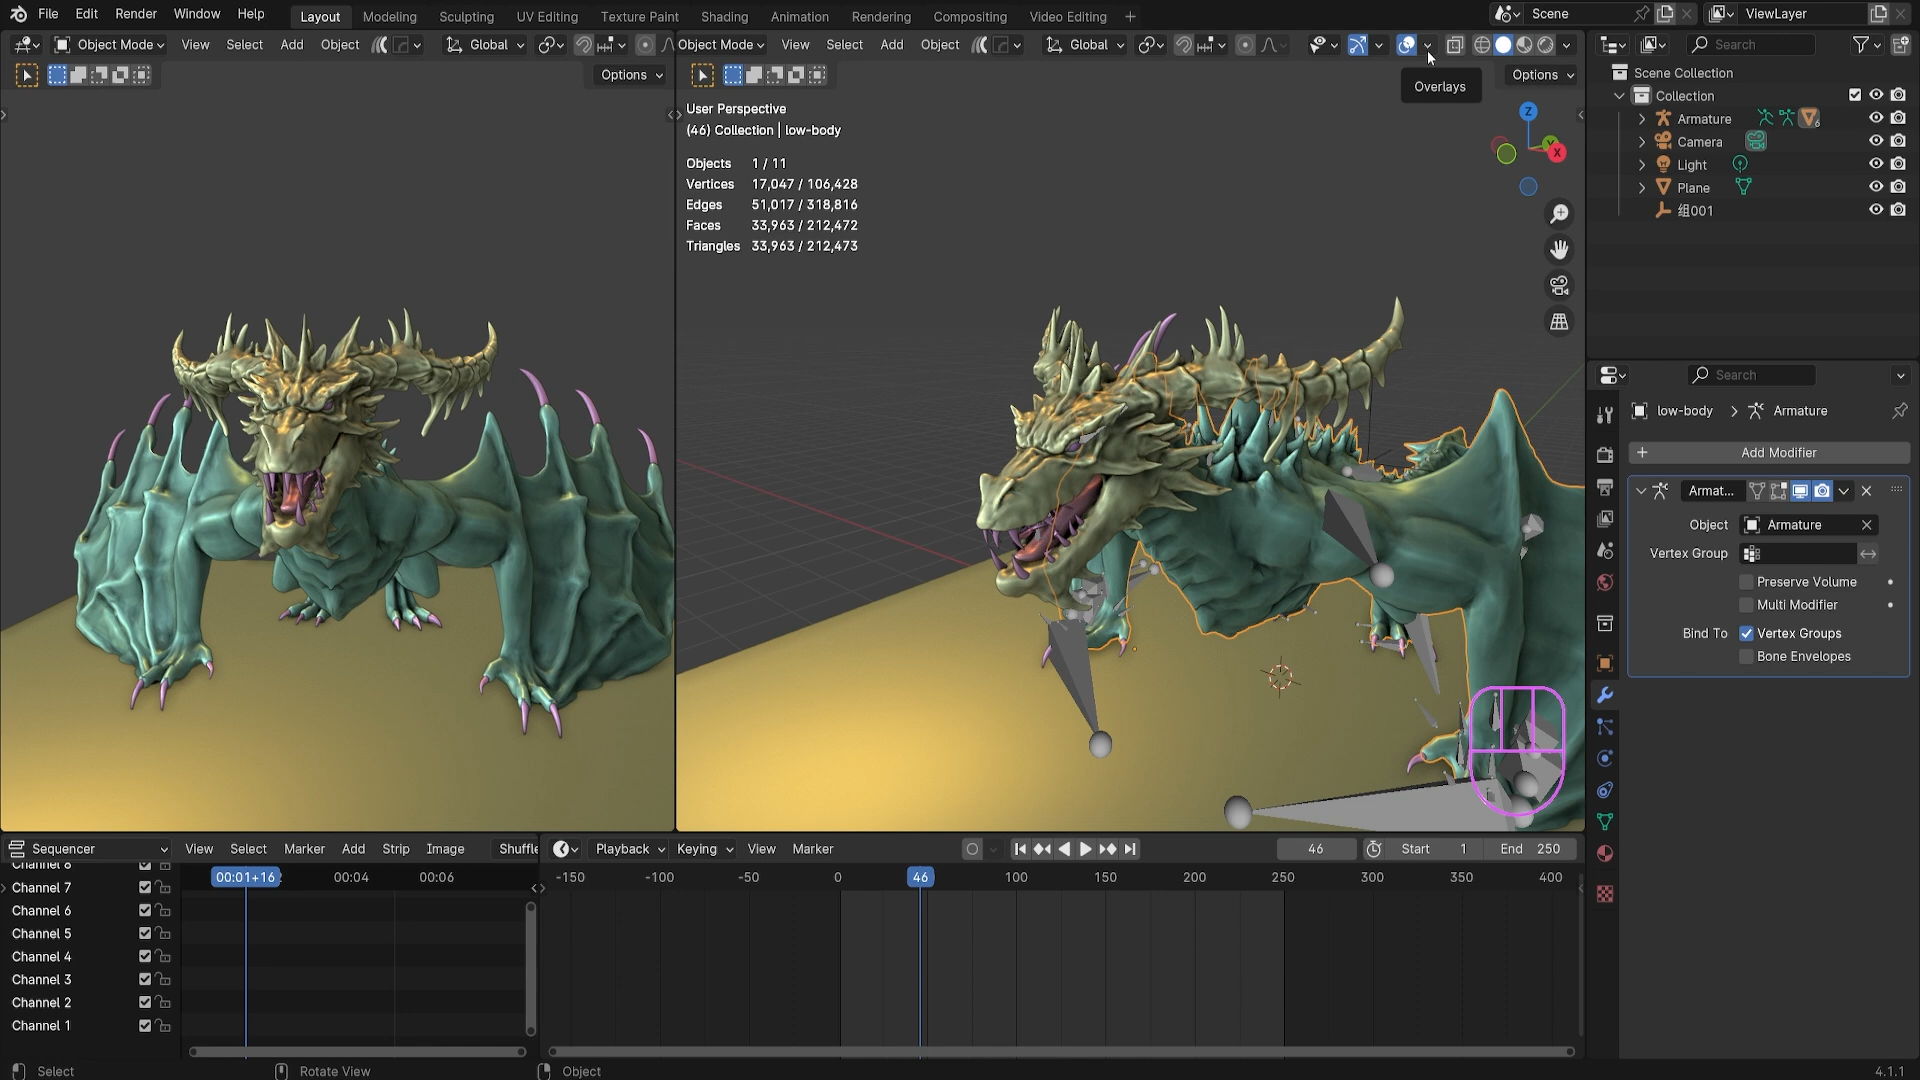 File Edit Render Window Help
Layout Modeling Sculpting UV Editing Texture Paint Shading Animation Rendering Compositing Video Editing +
Scene
ViewLayer
Object Mode View Select Add Object Global
Object Mode View Select Add Object Global
Search
Options
Options
Overlays
User Perspective
(46) Collection | low-body
Objects 1 / 11
Vertices 17,047 / 106,428
Edges 51,017 / 318,816
Faces 33,963 / 212,472
Triangles 33,963 / 212,473
Z
Y
X
Scene Collection
Collection
Armature
6
Camera
Light
Plane
组001
Search
low-body > Armature
+ Add Modifier
Armat...
Object Armature
Vertex Group
Preserve Volume
Multi Modifier
Bind To Vertex Groups
Bone Envelopes
Sequencer View Select Marker Add Strip Image Shuffle
Playback Keying View Marker
46 Start 1 End 250
00:01+16 00:04 00:06
-150 -100 -50 0 46 100 150 200 250 300 350 400
Channel 8
Channel 7
Channel 6
Channel 5
Channel 4
Channel 3
Channel 2
Channel 1
Select Rotate View Object
4.1.1